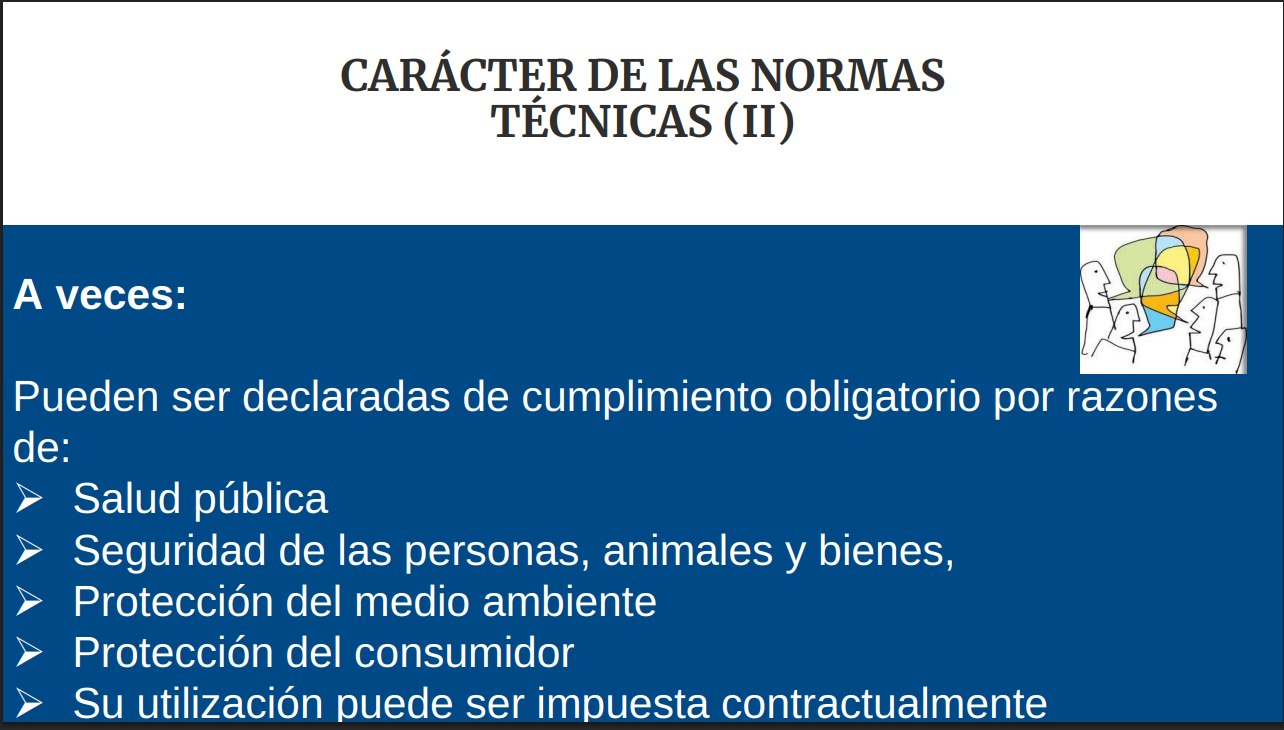 CARÁCTER DE LAS NORMAS
TÉCNICAS (II)
A veces:
Pueden ser declaradas de cumplimiento obligatorio por razones
de:
➢ Salud pública
➢ Seguridad de las personas, animales y bienes,
➢ Protección del medio ambiente
➢ Protección del consumidor
➢ Su utilización puede ser impuesta contractualmente